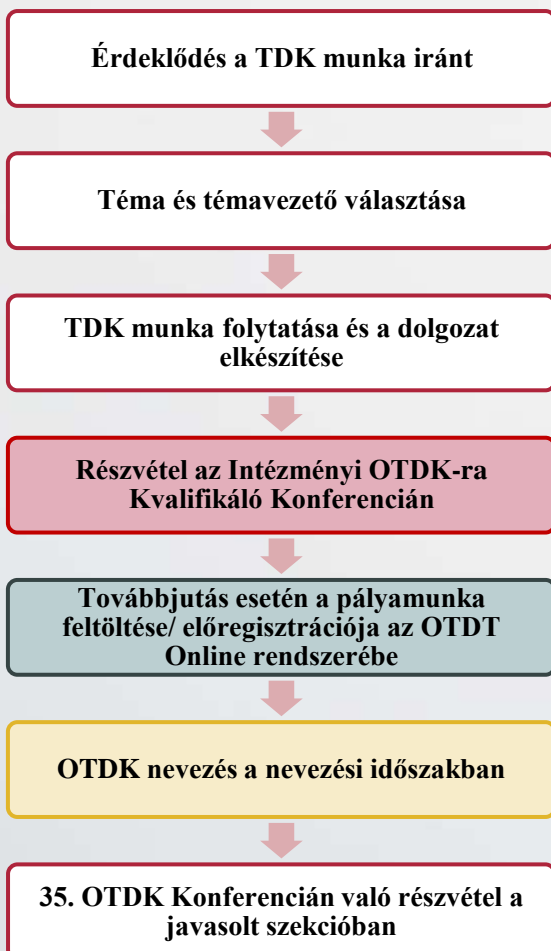 Érdeklődés a TDK munka iránt
Téma és témavezető választása
TDK munka folytatása és a dolgozat
elkészítése
Részvétel az Intézményi OTDK-ra
Kvalifikáló Konferencián
Továbbjutás esetén a pályamunka
feltöltése/ előregisztrációja az OTDT
Online rendszerébe
OTDK nevezés a nevezési időszakban
35. OTDK Konferencián való részvétel a
javasolt szekcióban